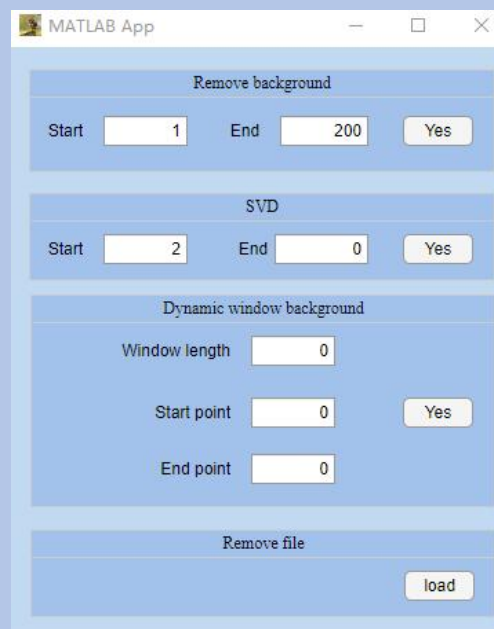 MATLAB App
Remove background
Start 1 End 200 Yes
SVD
Start 2 End 0 Yes
Dynamic window background
Window length 0
Start point 0 Yes
End point 0
Remove file
load